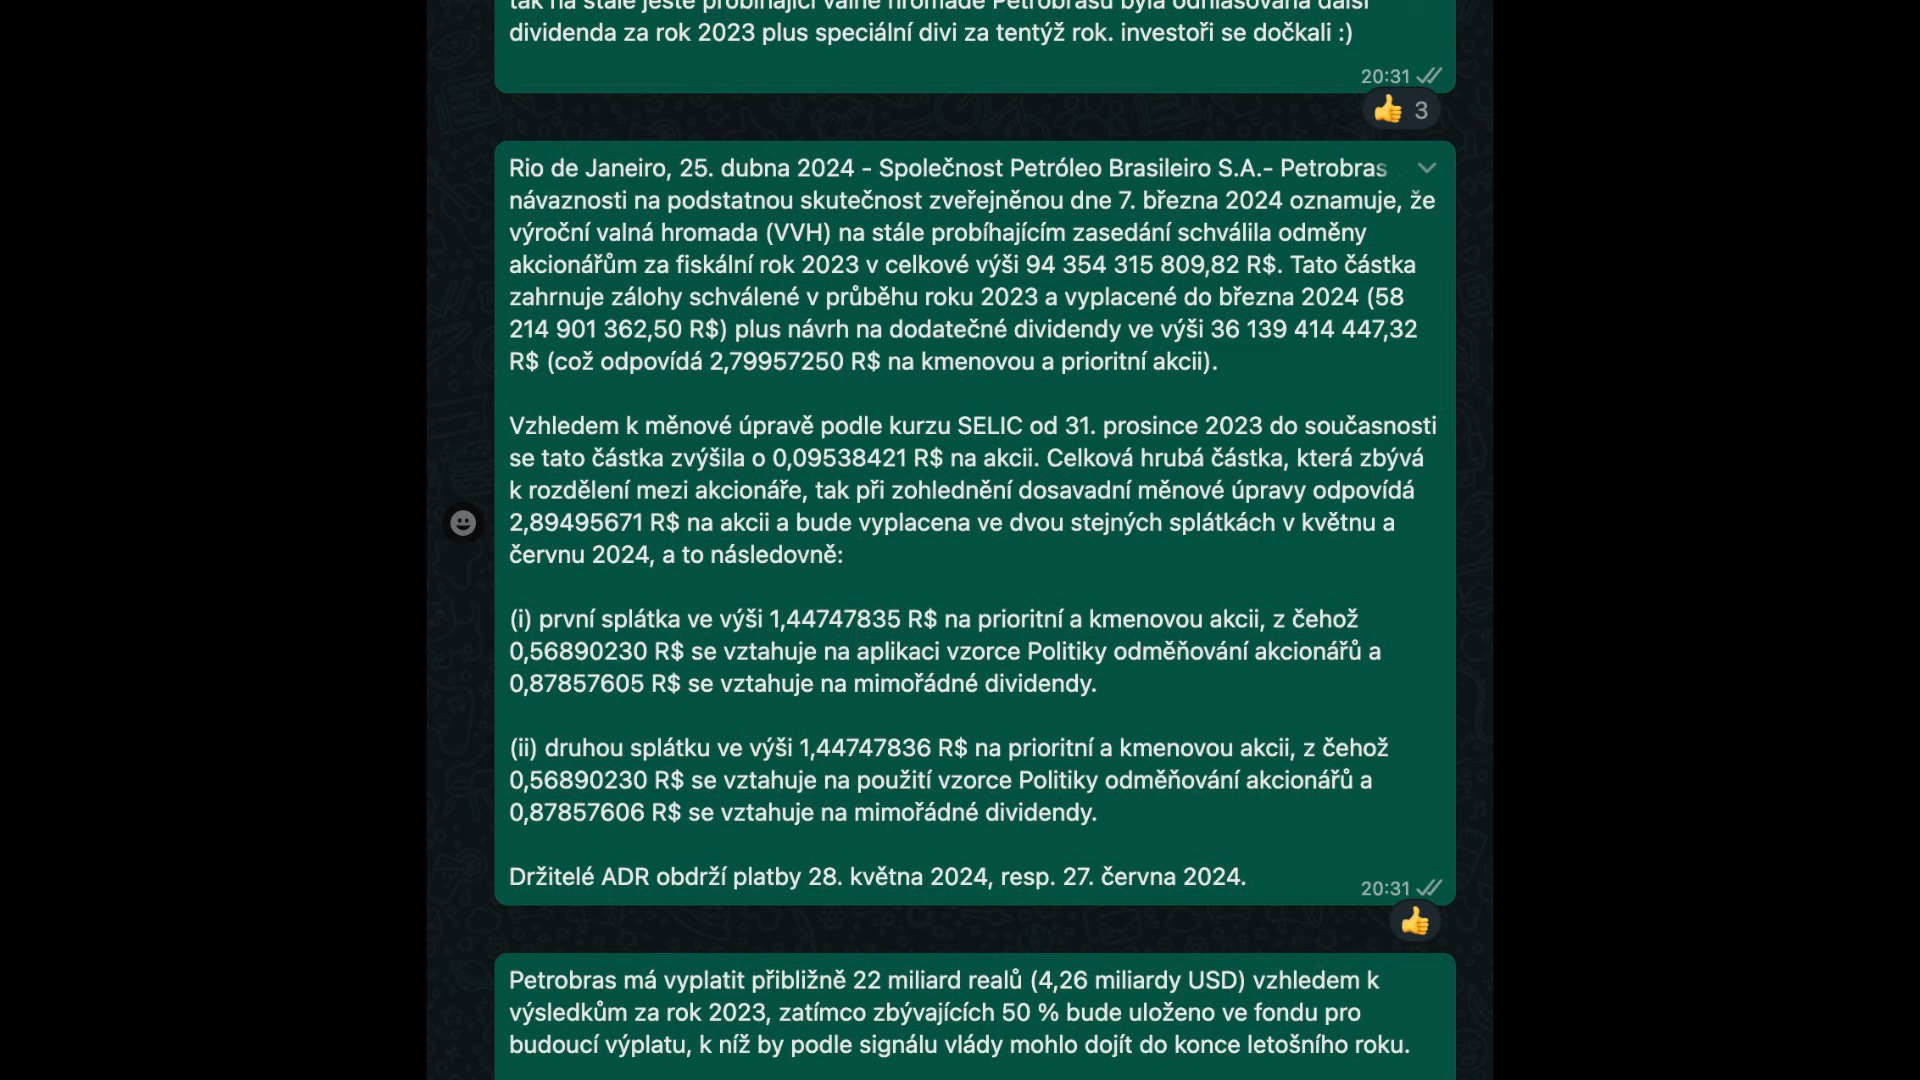 tak na stále ještě probíhající valné hromadě Petrobrasu byla odhlasována další
dividenda za rok 2023 plus speciální divi za tentýž rok. investoři se dočkali :)
20:31
3
Rio de Janeiro, 25. dubna 2024 - Společnost Petróleo Brasileiro S.A.- Petrobras
návaznosti na podstatnou skutečnost zveřejněnou dne 7. března 2024 oznamuje, že
výroční valná hromada (VVH) na stále probíhajícím zasedání schválila odměny
akcionářům za fiskální rok 2023 v celkové výši 94 354 315 809,82 R$. Tato částka
zahrnuje zálohy schválené v průběhu roku 2023 a vyplacené do března 2024 (58
214 901 362,50 R$) plus návrh na dodatečné dividendy ve výši 36 139 414 447,32
R$ (což odpovídá 2,79957250 R$ na kmenovou a prioritní akcii).
Vzhledem k měnové úpravě podle kurzu SELIC od 31. prosince 2023 do současnosti
se tato částka zvýšila o 0,09538421 R$ na akcii. Celková hrubá částka, která zbývá
k rozdělení mezi akcionáře, tak při zohlednění dosavadní měnové úpravy odpovídá
2,89495671 R$ na akcii a bude vyplacena ve dvou stejných splátkách v květnu a
červnu 2024, a to následovně:
(i) první splátka ve výši 1,44747835 R$ na prioritní a kmenovou akcii, z čehož
0,56890230 R$ se vztahuje na aplikaci vzorce Politiky odměňování akcionářů a
0,87857605 R$ se vztahuje na mimořádné dividendy.
(ii) druhou splátku ve výši 1,44747836 R$ na prioritní a kmenovou akcii, z čehož
0,56890230 R$ se vztahuje na použití vzorce Politiky odměňování akcionářů a
0,87857606 R$ se vztahuje na mimořádné dividendy.
Držitelé ADR obdrží platby 28. května 2024, resp. 27. června 2024.
20:31
Petrobras má vyplatit přibližně 22 miliard realů (4,26 miliardy USD) vzhledem k
výsledkům za rok 2023, zatímco zbývajících 50 % bude uloženo ve fondu pro
budoucí výplatu, k níž by podle signálu vlády mohlo dojít do konce letošního roku.